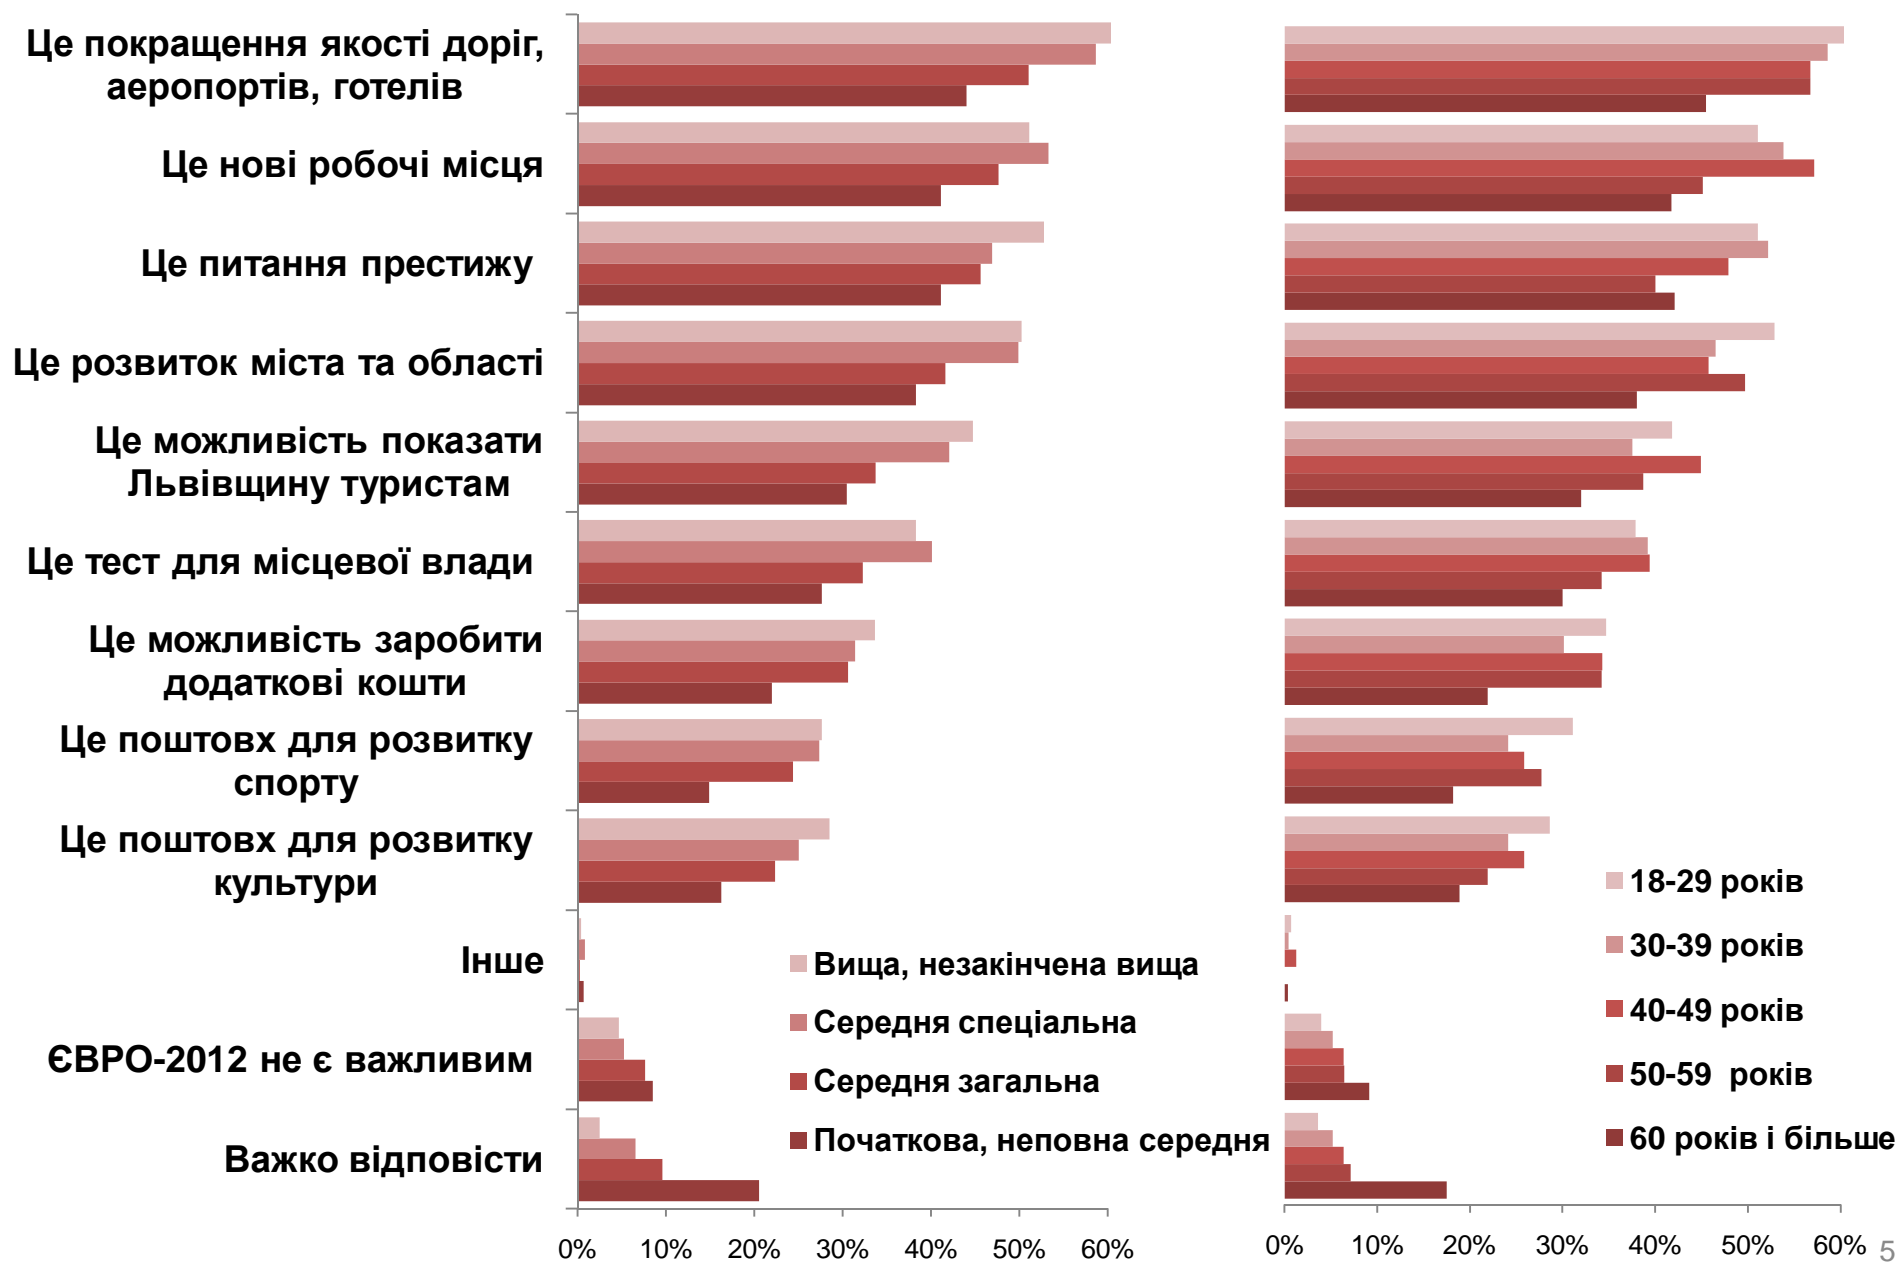 Це покращення якості доріг,
аеропортів, готелів
Це нові робочі місця
Це питання престижу
Це розвиток міста та області
Це можливість показати
Львівщину туристам
Це тест для місцевої влади
Це можливість заробити
додаткові кошти
Це поштовх для розвитку
спорту
Це поштовх для розвитку
культури
Інше
ЄВРО-2012 не є важливим
Важко відповісти
Вища, незакінчена вища
Середня спеціальна
Середня загальна
Початкова, неповна середня
0% 10% 20% 30% 40% 50% 60%
18-29 років
30-39 років
40-49 років
50-59 років
60 років і більше
0% 10% 20% 30% 40% 50% 60%
5